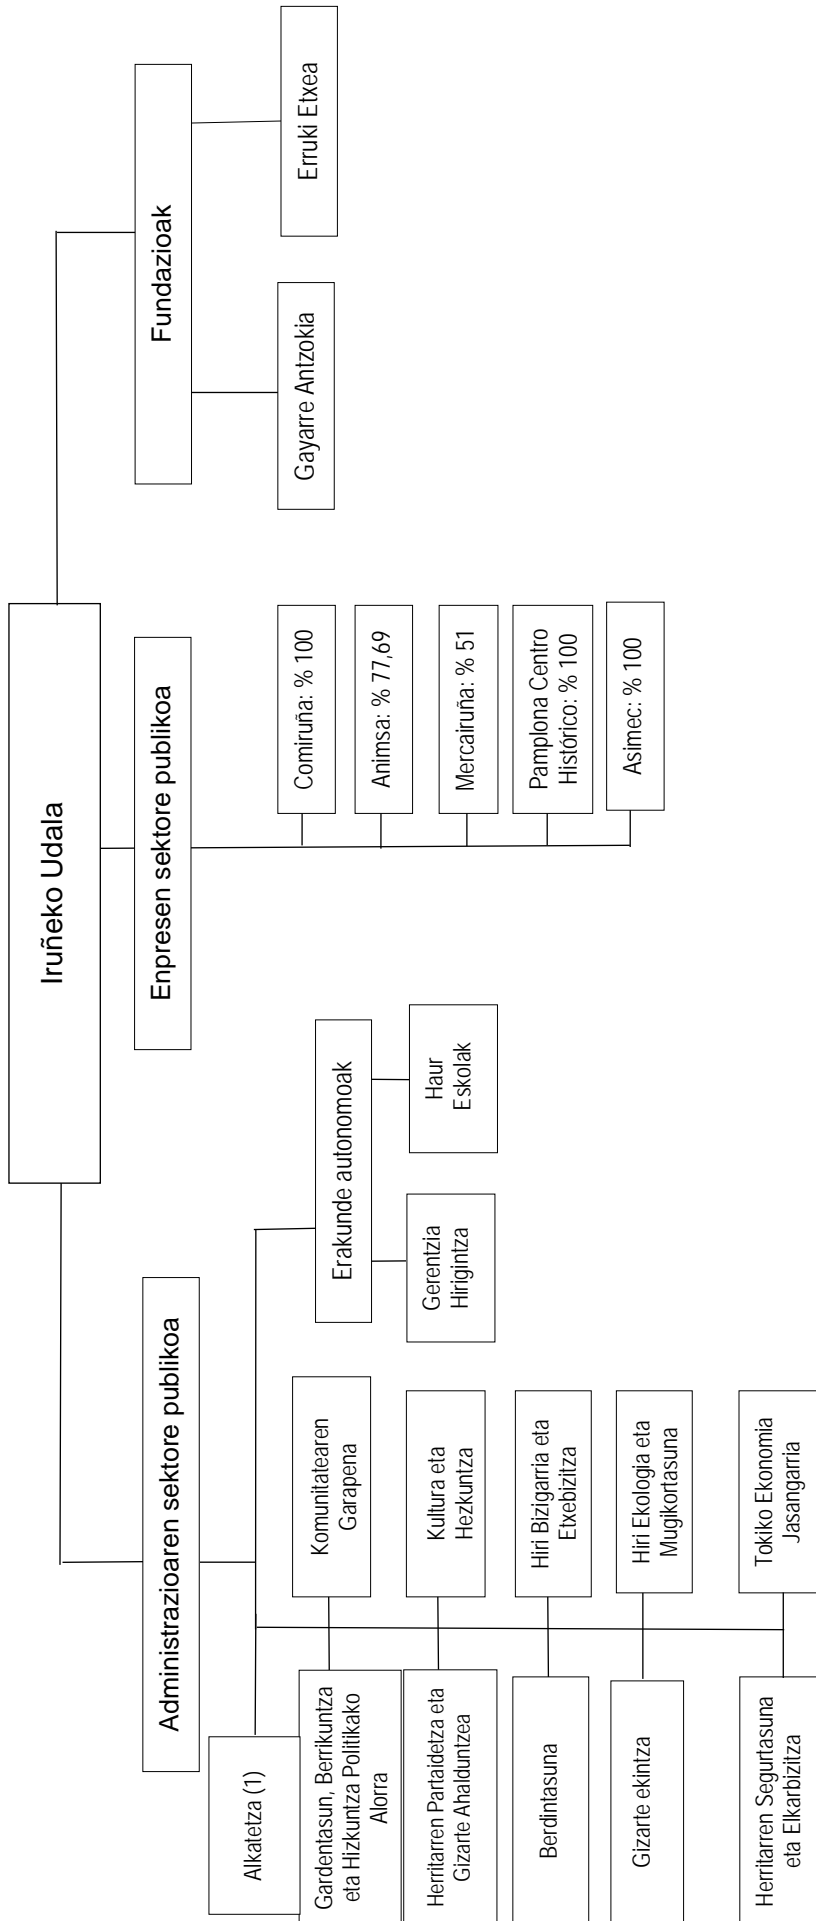 Iruñeko Udala
Administrazioaren sektore publikoa
Enpresen sektore publikoa
Fundazioak
Alkatetza (1)
Gardentasun, Berrikuntza
eta Hizkuntza Politikako
Alorra
Komunitatearen
Garapena
Herritarren Partaidetza eta
Gizarte Ahalduntzea
Kultura eta
Hezkuntza
Berdintasuna
Hiri Bizigarria eta
Etxebizitza
Gizarte ekintza
Hiri Ekologia eta
Mugikortasuna
Herritarren Segurtasuna
eta Elkarbizitza
Tokiko Ekonomia
Jasangarria
Erakunde autonomoak
Gerentzia
Hirigintza
Haur
Eskolak
Comiruña: % 100
Animsa: % 77,69
Mercairuña: % 51
Pamplona Centro
Histórico: % 100
Asimec: % 100
Gayarre Antzokia
Erruki Etxea